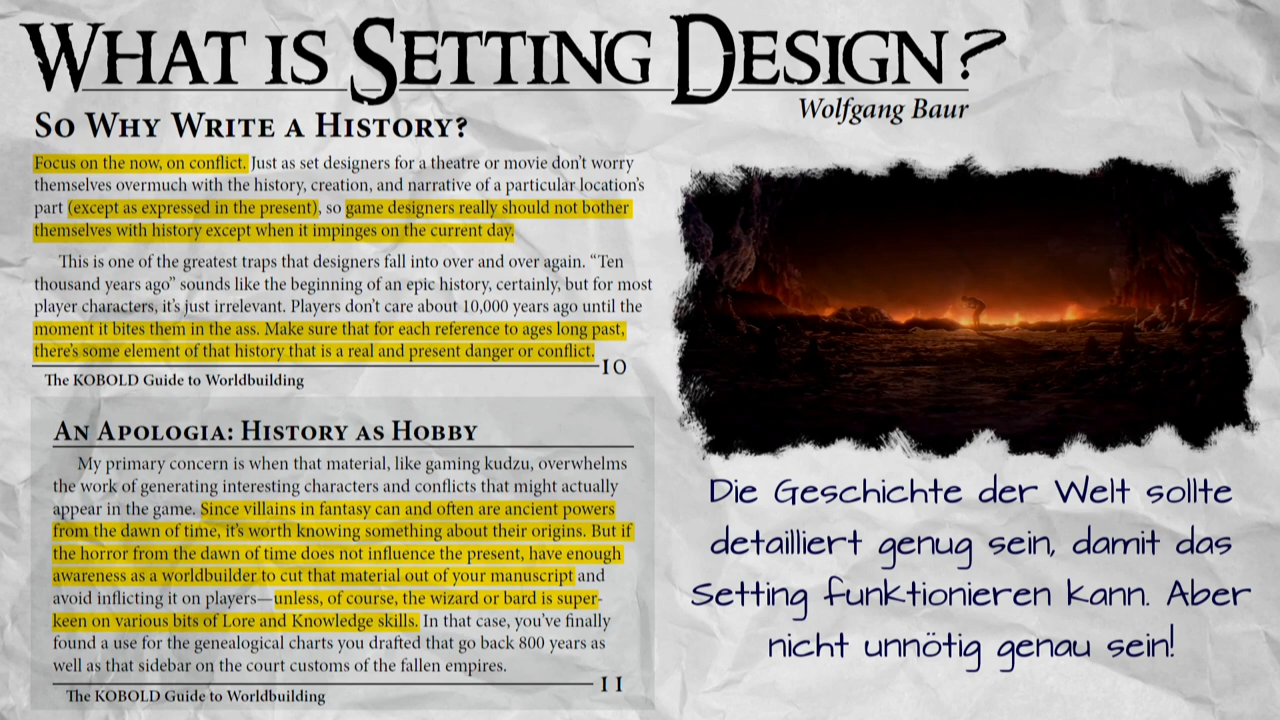 WHAT IS SETTING DESIGN?
Wolfgang Baur
SO WHY WRITE A HISTORY?
Focus on the now, on conflict. Just as set designers for a theatre or movie don't worry
themselves overmuch with the history, creation, and narrative of a particular location's
part (except as expressed in the present), so game designers really should not bother
themselves with history except when it impinges on the current day.
This is one of the greatest traps that designers fall into over and over again. “Ten
thousand years ago” sounds like the beginning of an epic history, certainly, but for most
player characters, it's just irrelevant. Players don't care about 10,000 years ago until the
moment it bites them in the ass. Make sure that for each reference to ages long past,
there's some element of that history that is a real and present danger or conflict.
10
The KOBOLD Guide to Worldbuilding
AN APOLOGIA: HISTORY AS HOBBY
My primary concern is when that material, like gaming kudzu, overwhelms
the work of generating interesting characters and conflicts that might actually
appear in the game. Since villains in fantasy can and often are ancient powers
from the dawn of time, it's worth knowing something about their origins. But if
the horror from the dawn of time does not influence the present, have enough
awareness as a worldbuilder to cut that material out of your manuscript and
avoid inflicting it on players—unless, of course, the wizard or bard is super-
keen on various bits of Lore and Knowledge skills. In that case, you've finally
found a use for the genealogical charts you drafted that go back 800 years as
well as that sidebar on the court customs of the fallen empires.
11
The KOBOLD Guide to Worldbuilding
Die Geschichte der Welt sollte
detailliert genug sein, damit das
Setting funktionieren kann. Aber
nicht unnötig genau sein!